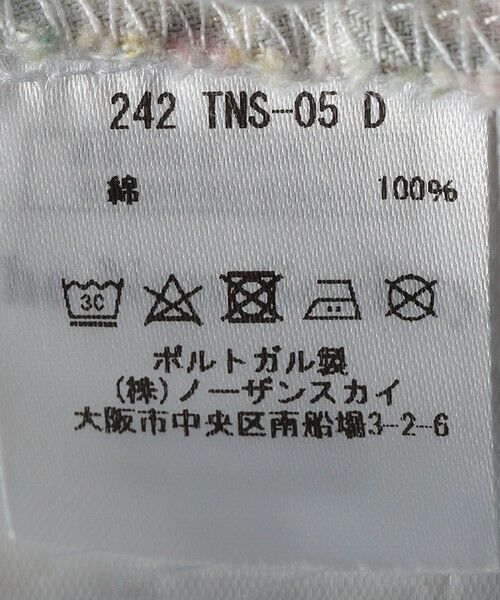 242 TNS-05 D
綿 100%
30
ポルトガル製
(株)ノーザンスカイ
大阪市中央区南船場3-2-6